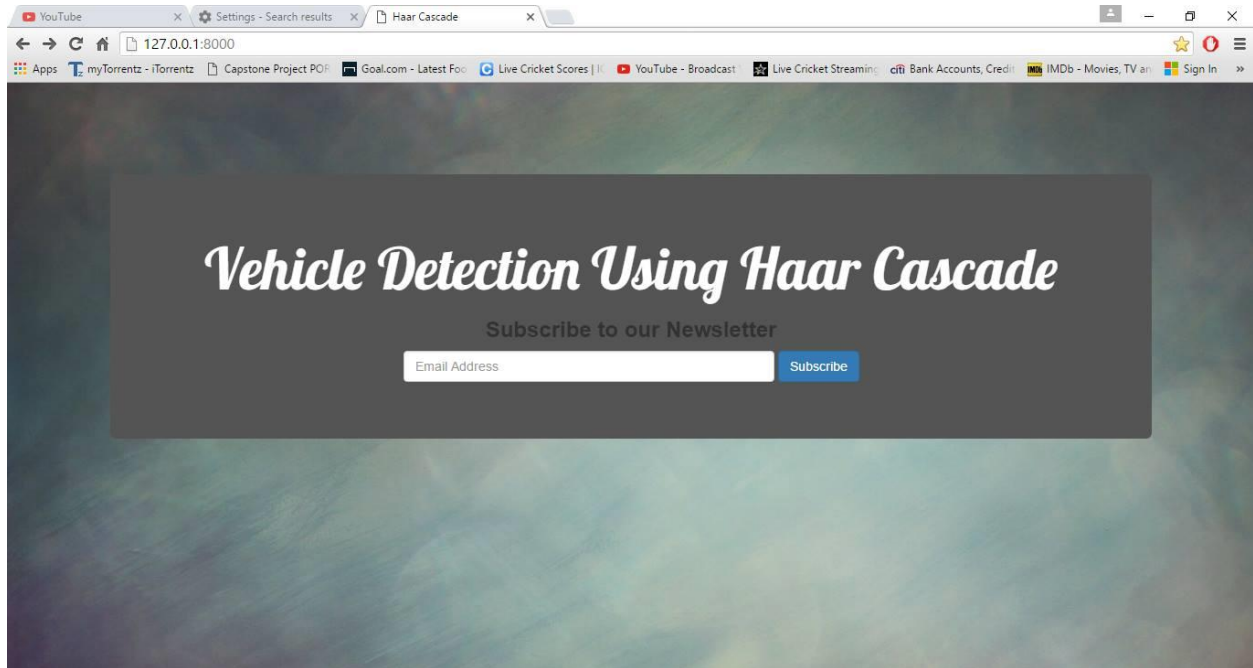 YouTube Settings - Search results Haar Cascade
127.0.0.1:8000
Apps myTorrentz - iTorrentz Capstone Project POR Goal.com - Latest Foo Live Cricket Scores | YouTube - Broadcast Live Cricket Streaming citi Bank Accounts, Credit IMDb IMDb - Movies, TV an Sign In »
Vehicle Detection Using Haar Cascade
Subscribe to our Newsletter
Email Address Subscribe